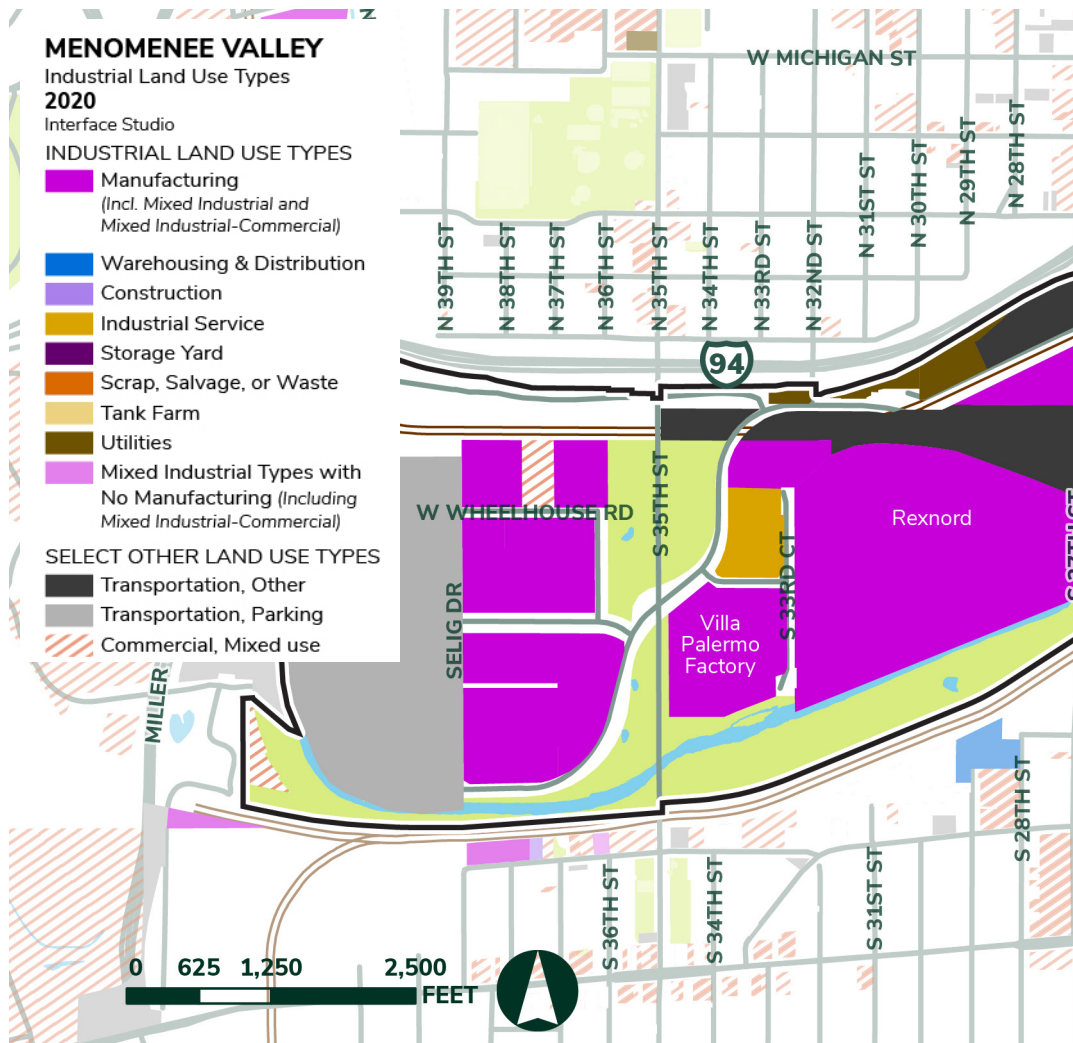 MENOMENEE VALLEY
Industrial Land Use Types
2020
Interface Studio
INDUSTRIAL LAND USE TYPES
Manufacturing
(Incl. Mixed Industrial and
Mixed Industrial-Commercial)
Warehousing & Distribution
Construction
Industrial Service
Storage Yard
Scrap, Salvage, or Waste
Tank Farm
Utilities
Mixed Industrial Types with
No Manufacturing (Including
Mixed Industrial-Commercial)
SELECT OTHER LAND USE TYPES
Transportation, Other
Transportation, Parking
Commercial, Mixed use
W MICHIGAN ST
N 39TH ST
N 38TH ST
N 37TH ST
N 36TH ST
N 35TH ST
N 34TH ST
N 33RD ST
N 32ND ST
N 31ST ST
N 30TH ST
N 29TH ST
N 28TH ST
94
W WHEELHOUSE RD
S 35TH ST
S 33RD CT
Rexnord
S 27TH ST
SELIG DR
Villa
Palermo
Factory
MILLER
S 36TH ST
S 34TH ST
S 31ST ST
S 28TH ST
0 625 1,250 2,500
FEET